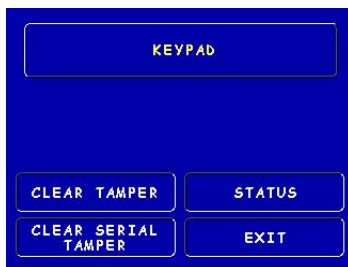 KEYPAD
CLEAR TAMPER
STATUS
CLEAR SERIAL
TAMPER
EXIT